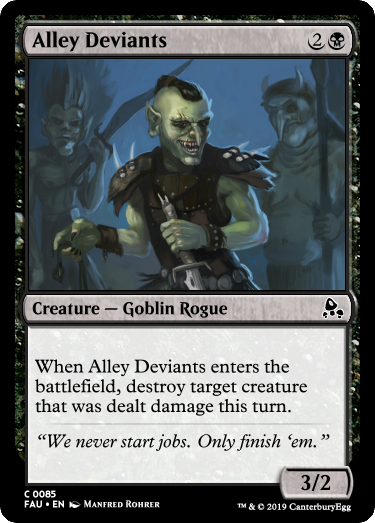 Alley Deviants 2
Creature — Goblin Rogue
When Alley Deviants enters the
battlefield, destroy target creature
that was dealt damage this turn.
“We never start jobs. Only finish ‘em.”
3/2
C 0085
FAU • EN Manfred Rohrer ™ & © 2019 CanterburyEgg